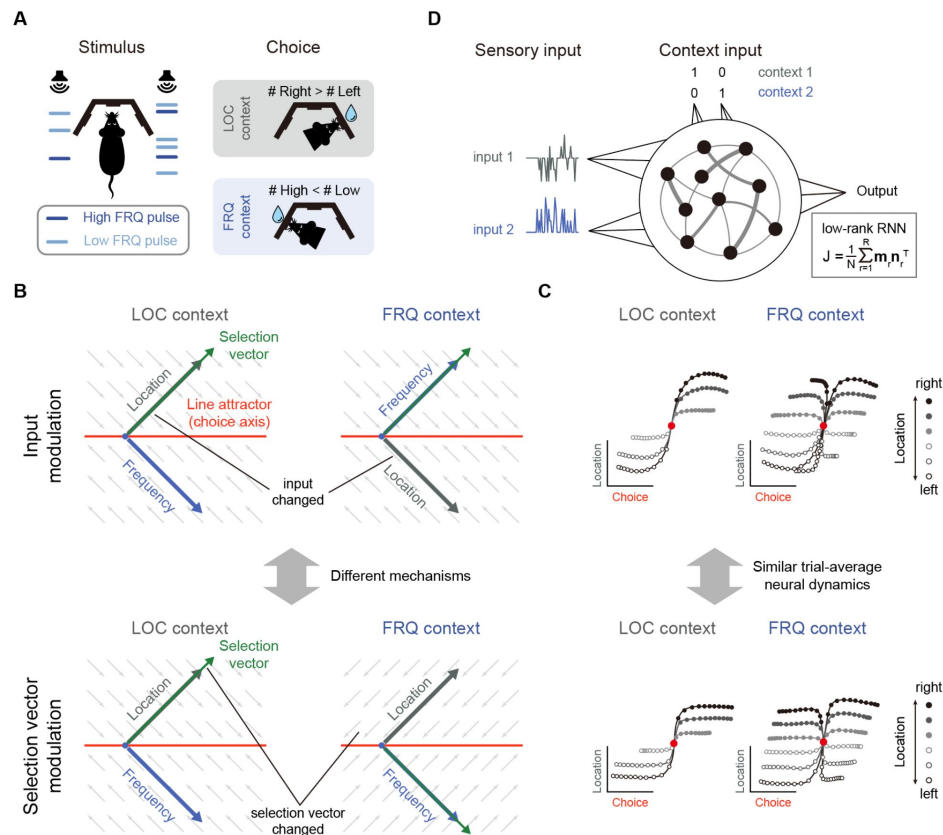 A
Stimulus
Choice
LOC
context
# Right > # Left
FRQ
context
# High < # Low
High FRQ pulse
Low FRQ pulse
D
Sensory input
Context input
1 0 context 1
0 1 context 2
input 1
input 2
Output
low-rank RNN
J = 1/N ∑ᵣ₌₁ᴿ mᵣnᵣᵀ
B
LOC context
FRQ context
Input
modulation
Selection
vector
Location
Line attractor
(choice axis)
Frequency
input
changed
Frequency
Location
Different mechanisms
Selection vector
modulation
LOC context
FRQ context
Selection
vector
Location
Frequency
selection vector
changed
Location
Frequency
C
LOC context
FRQ context
Location
Choice
Location
Choice
right
Location
left
Similar trial-average
neural dynamics
LOC context
FRQ context
Location
Choice
Location
Choice
right
Location
left